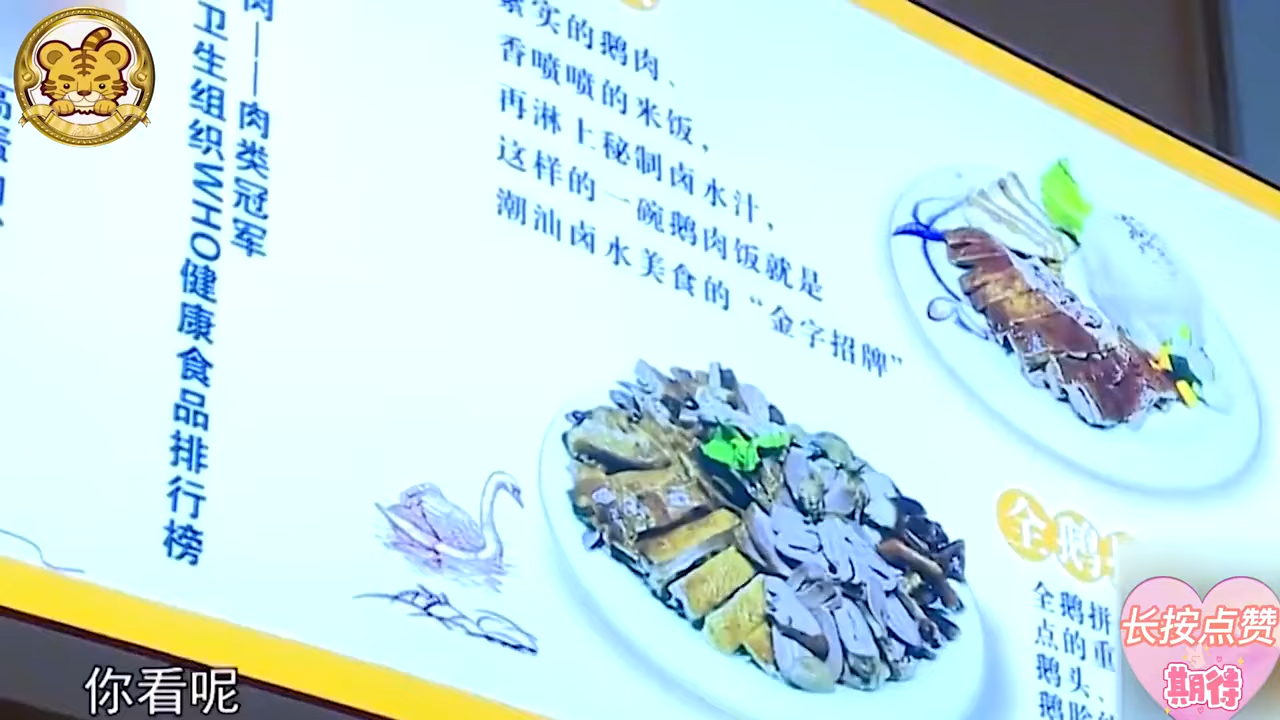 肉——肉类冠军
卫生组织WHO健康食品排行榜
紧实的鹅肉、
香喷喷的米饭，
再淋上秘制卤水汁，
这样的一碗鹅肉饭就是
潮汕卤水美食的“金字招牌”
全鹅
全鹅拼
点的重
鹅头、
你看呢
长按点赞
期待